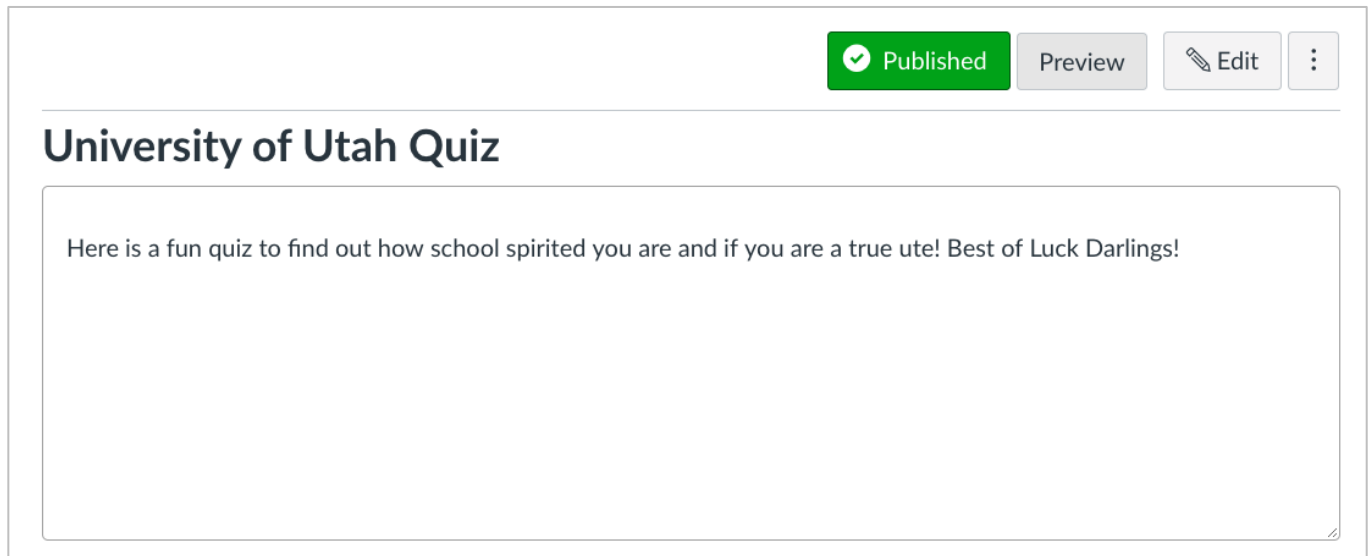 Published Preview Edit
University of Utah Quiz
Here is a fun quiz to find out how school spirited you are and if you are a true ute! Best of Luck Darlings!